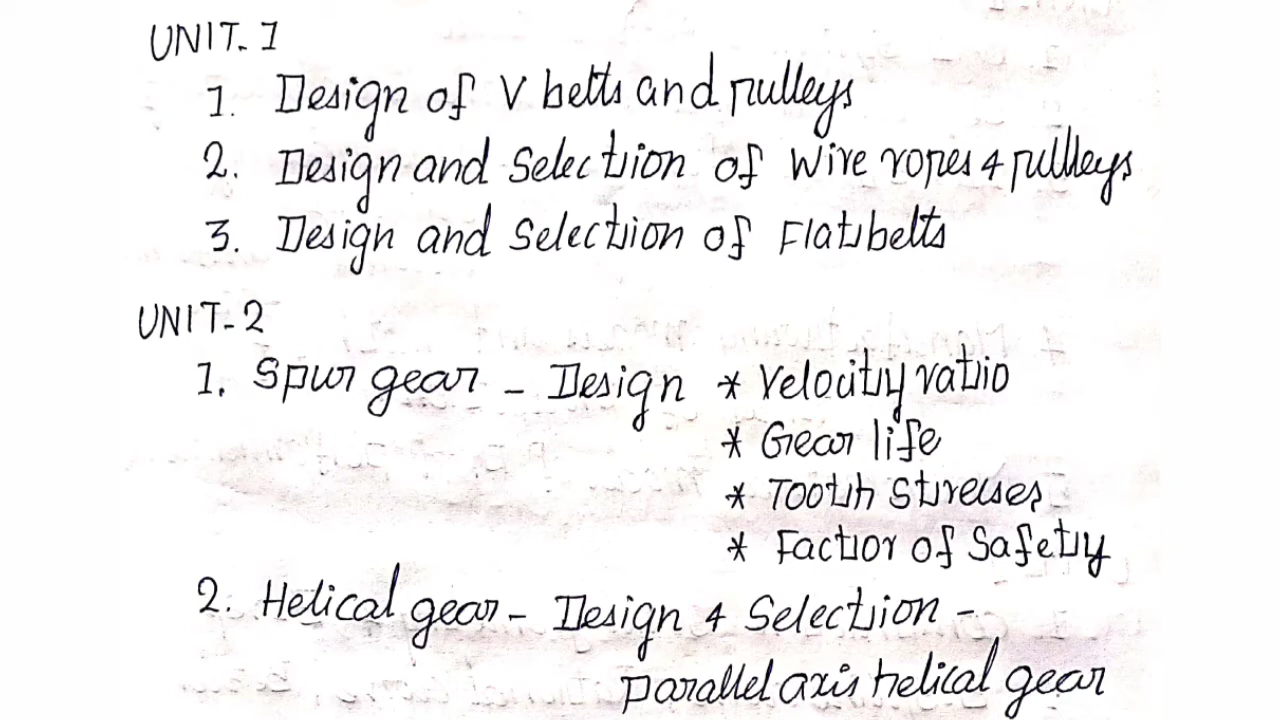 UNIT-1
1. Design of V belts and pulleys
2. Design and Selection of Wire ropes & pulleys
3. Design and Selection of Flat belts
UNIT-2
1. Spur gear - Design * Velocity ratio
* Gear life
* Tooth Stresses
* Factor of Safety
2. Helical gear - Design & Selection -
parallel axis helical gear